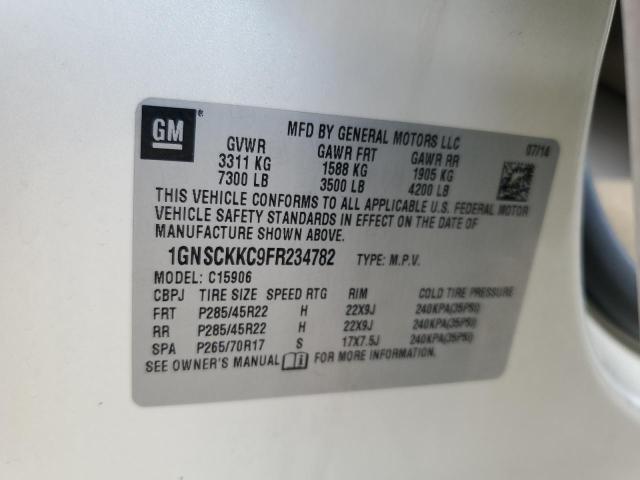 GM
MFD BY GENERAL MOTORS LLC 07/14
GVWR GAWR FRT GAWR RR
3311 KG 1588 KG 1905 KG
7300 LB 3500 LB 4200 LB
THIS VEHICLE CONFORMS TO ALL APPLICABLE U.S. FEDERAL MOTOR
VEHICLE SAFETY STANDARDS IN EFFECT ON THE DATE OF
MANUFACTURE SHOWN ABOVE.
1GNSCKKC9FR234782 TYPE: M.P.V.
MODEL: C15906
CBPJ TIRE SIZE SPEED RTG RIM COLD TIRE PRESSURE
FRT P285/45R22 H 22X9J 240KPA(35PSI)
RR P285/45R22 H 22X9J 240KPA(35PSI)
SPA P265/70R17 S 17X7.5J 240KPA(35PSI)
SEE OWNER'S MANUAL FOR MORE INFORMATION.